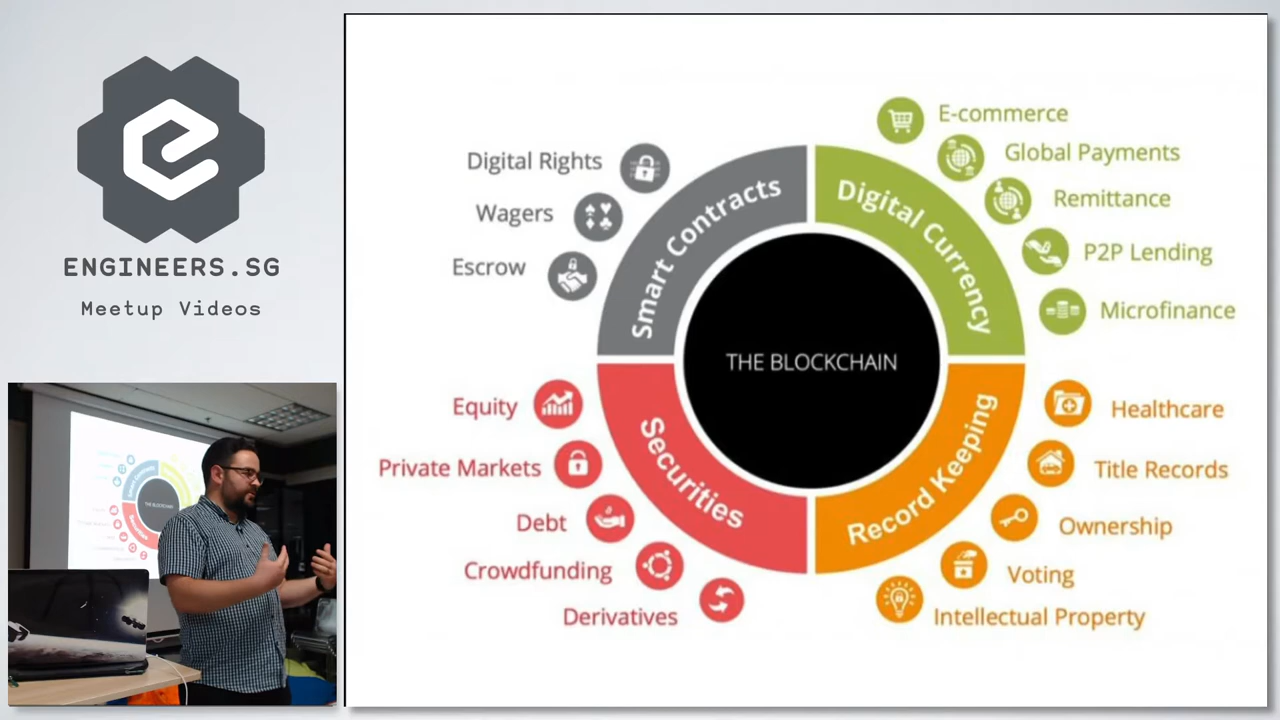 ENGINEERS.SG
Meetup Videos
Digital Rights
Wagers
Escrow
Smart Contracts
E-commerce
Global Payments
Remittance
P2P Lending
Microfinance
Digital Currency
THE BLOCKCHAIN
Equity
Private Markets
Debt
Crowdfunding
Derivatives
Securities
Healthcare
Title Records
Ownership
Voting
Intellectual Property
Record Keeping